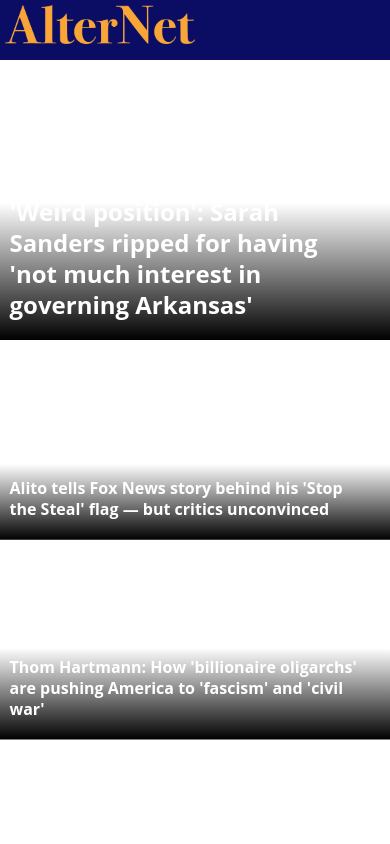 AlterNet
'Weird position': Sarah
Sanders ripped for having
'not much interest in
governing Arkansas'
Alito tells Fox News story behind his 'Stop
the Steal' flag — but critics unconvinced
Thom Hartmann: How 'billionaire oligarchs'
are pushing America to 'fascism' and 'civil
war'